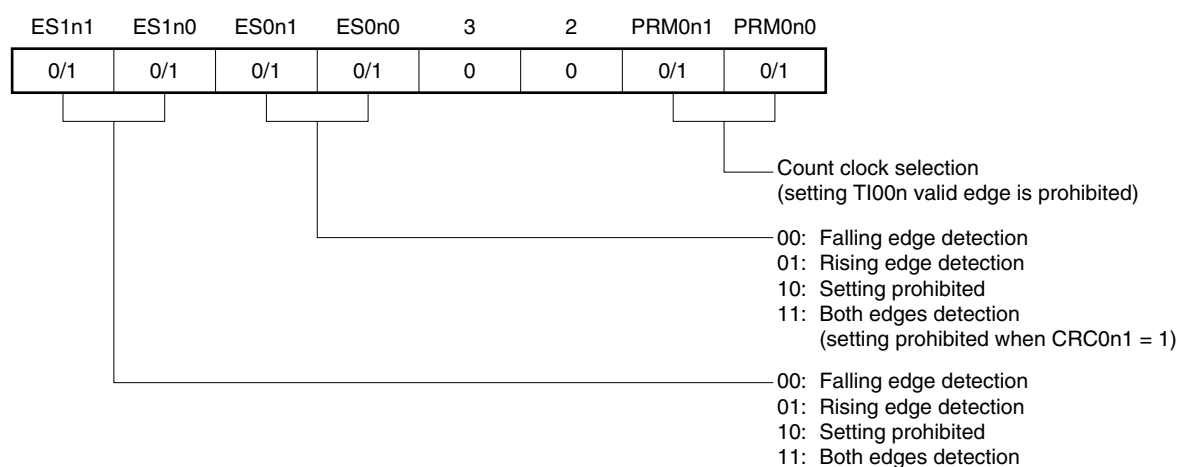 ES1n1 ES1n0 ES0n1 ES0n0 3 2 PRM0n1 PRM0n0
0/1 0/1 0/1 0/1 0 0 0/1 0/1
Count clock selection
(setting TI00n valid edge is prohibited)
00: Falling edge detection
01: Rising edge detection
10: Setting prohibited
11: Both edges detection
(setting prohibited when CRC0n1 = 1)
00: Falling edge detection
01: Rising edge detection
10: Setting prohibited
11: Both edges detection